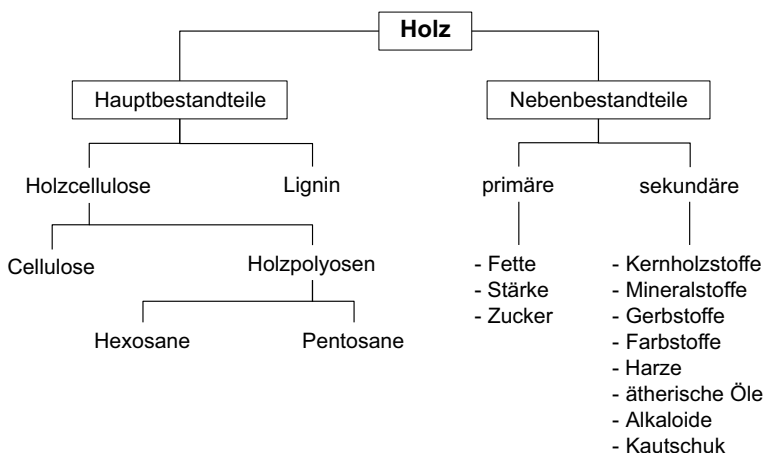 Holz
Hauptbestandteile
Nebenbestandteile
Holzcellulose
Lignin
primäre
sekundäre
Cellulose
Holzpolyosen
Hexosane
Pentosane
- Fette
- Stärke
- Zucker
- Kernholzstoffe
- Mineralstoffe
- Gerbstoffe
- Farbstoffe
- Harze
- ätherische Öle
- Alkaloide
- Kautschuk